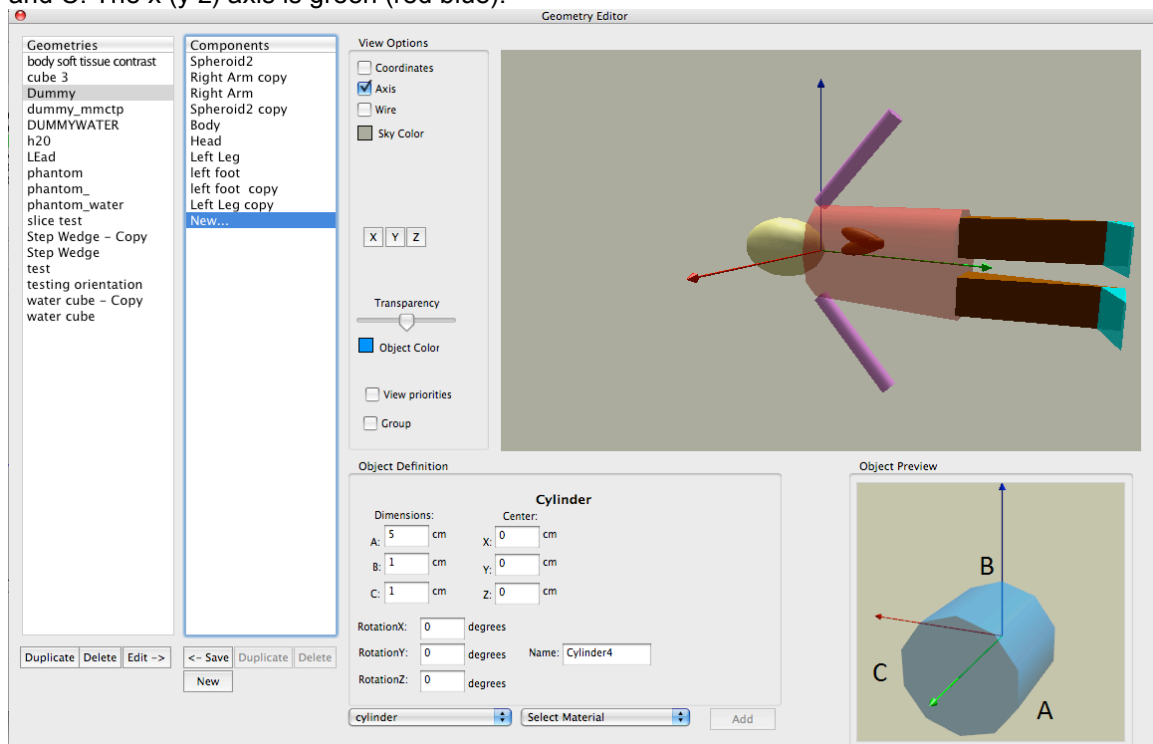 and C. The x (y z) axis is green (red blue).
Geometry Editor
Geometries
body soft tissue contrast
cube 3
Dummy
dummy_mmctp
DUMMYWATER
h20
LEad
phantom
phantom_
phantom_water
slice test
Step Wedge – Copy
Step Wedge
test
testing orientation
water cube – Copy
water cube
Duplicate Delete Edit ->
Components
Spheroid2
Right Arm copy
Right Arm
Spheroid2 copy
Body
Head
Left Leg
left foot
left foot  copy
Left Leg copy
New...
<- Save Duplicate Delete
New
View Options
Coordinates
Axis
Wire
Sky Color
X Y Z
Transparency
Object Color
View priorities
Group
Object Definition
Cylinder
Dimensions: Center:
A: 5 cm X: 0 cm
B: 1 cm Y: 0 cm
C: 1 cm Z: 0 cm
RotationX: 0 degrees
RotationY: 0 degrees Name: Cylinder4
RotationZ: 0 degrees
cylinder Select Material Add
Object Preview
B
C
A